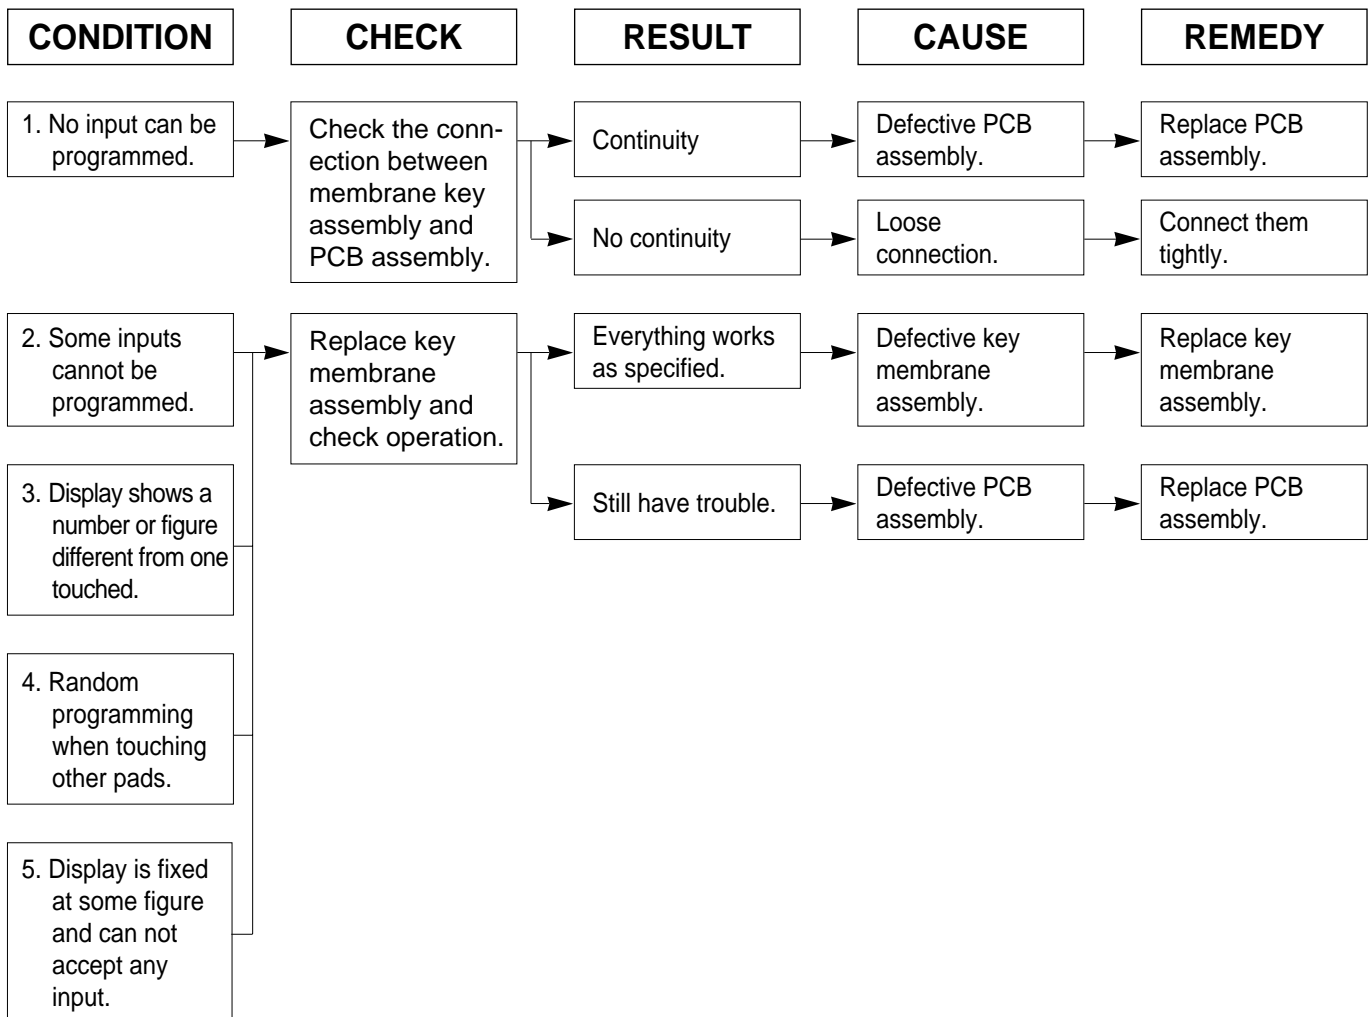 CONDITION
CHECK
RESULT
CAUSE
REMEDY
1. No input can be
programmed.
Check the conn-
ection between
membrane key
assembly and
PCB assembly.
Continuity
Defective PCB
assembly.
Replace PCB
assembly.
No continuity
Loose
connection.
Connect them
tightly.
2. Some inputs
cannot be
programmed.
Replace key
membrane
assembly and
check operation.
Everything works
as specified.
Defective key
membrane
assembly.
Replace key
membrane
assembly.
Still have trouble.
Defective PCB
assembly.
Replace PCB
assembly.
3. Display shows a
number or figure
different from one
touched.
4. Random
programming
when touching
other pads.
5. Display is fixed
at some figure
and can not
accept any
input.